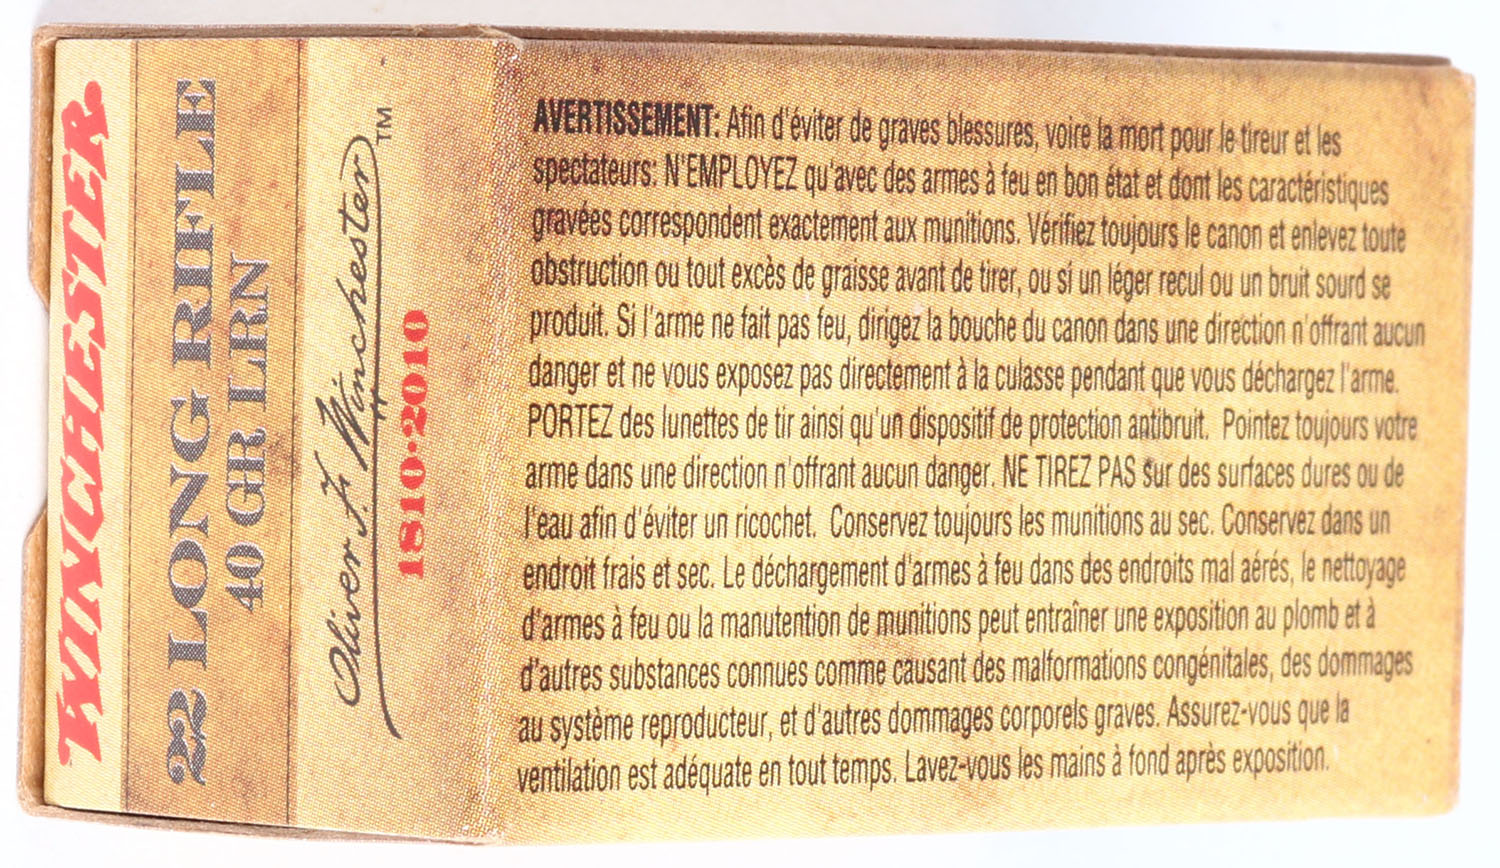 WINCHESTER
22 LONG RIFLE
40 GR LRN
Oliver F. Winchester™
1810•2010
AVERTISSEMENT: Afin d'éviter de graves blessures, voire la mort pour le tireur et les
spectateurs: N'EMPLOYEZ qu'avec des armes à feu en bon état et dont les caractéristiques
gravées correspondent exactement aux munitions. Vérifiez toujours le canon et enlevez toute
obstruction ou tout excès de graisse avant de tirer, ou si un léger recul ou un bruit sourd se
produit. Si l'arme ne fait pas feu, dirigez la bouche du canon dans une direction n'offrant aucun
danger et ne vous exposez pas directement à la culasse pendant que vous déchargez l'arme.
PORTEZ des lunettes de tir ainsi qu'un dispositif de protection antibruit. Pointez toujours votre
arme dans une direction n'offrant aucun danger. NE TIREZ PAS sur des surfaces dures ou de
l'eau afin d'éviter un ricochet. Conservez toujours les munitions au sec. Conservez dans un
endroit frais et sec. Le déchargement d'armes à feu dans des endroits mal aérés, le nettoyage
d'armes à feu ou la manutention de munitions peut entraîner une exposition au plomb et à
d'autres substances connues comme causant des malformations congénitales, des dommages
au système reproducteur, et d'autres dommages corporels graves. Assurez-vous que la
ventilation est adéquate en tout temps. Lavez-vous les mains à fond après exposition.